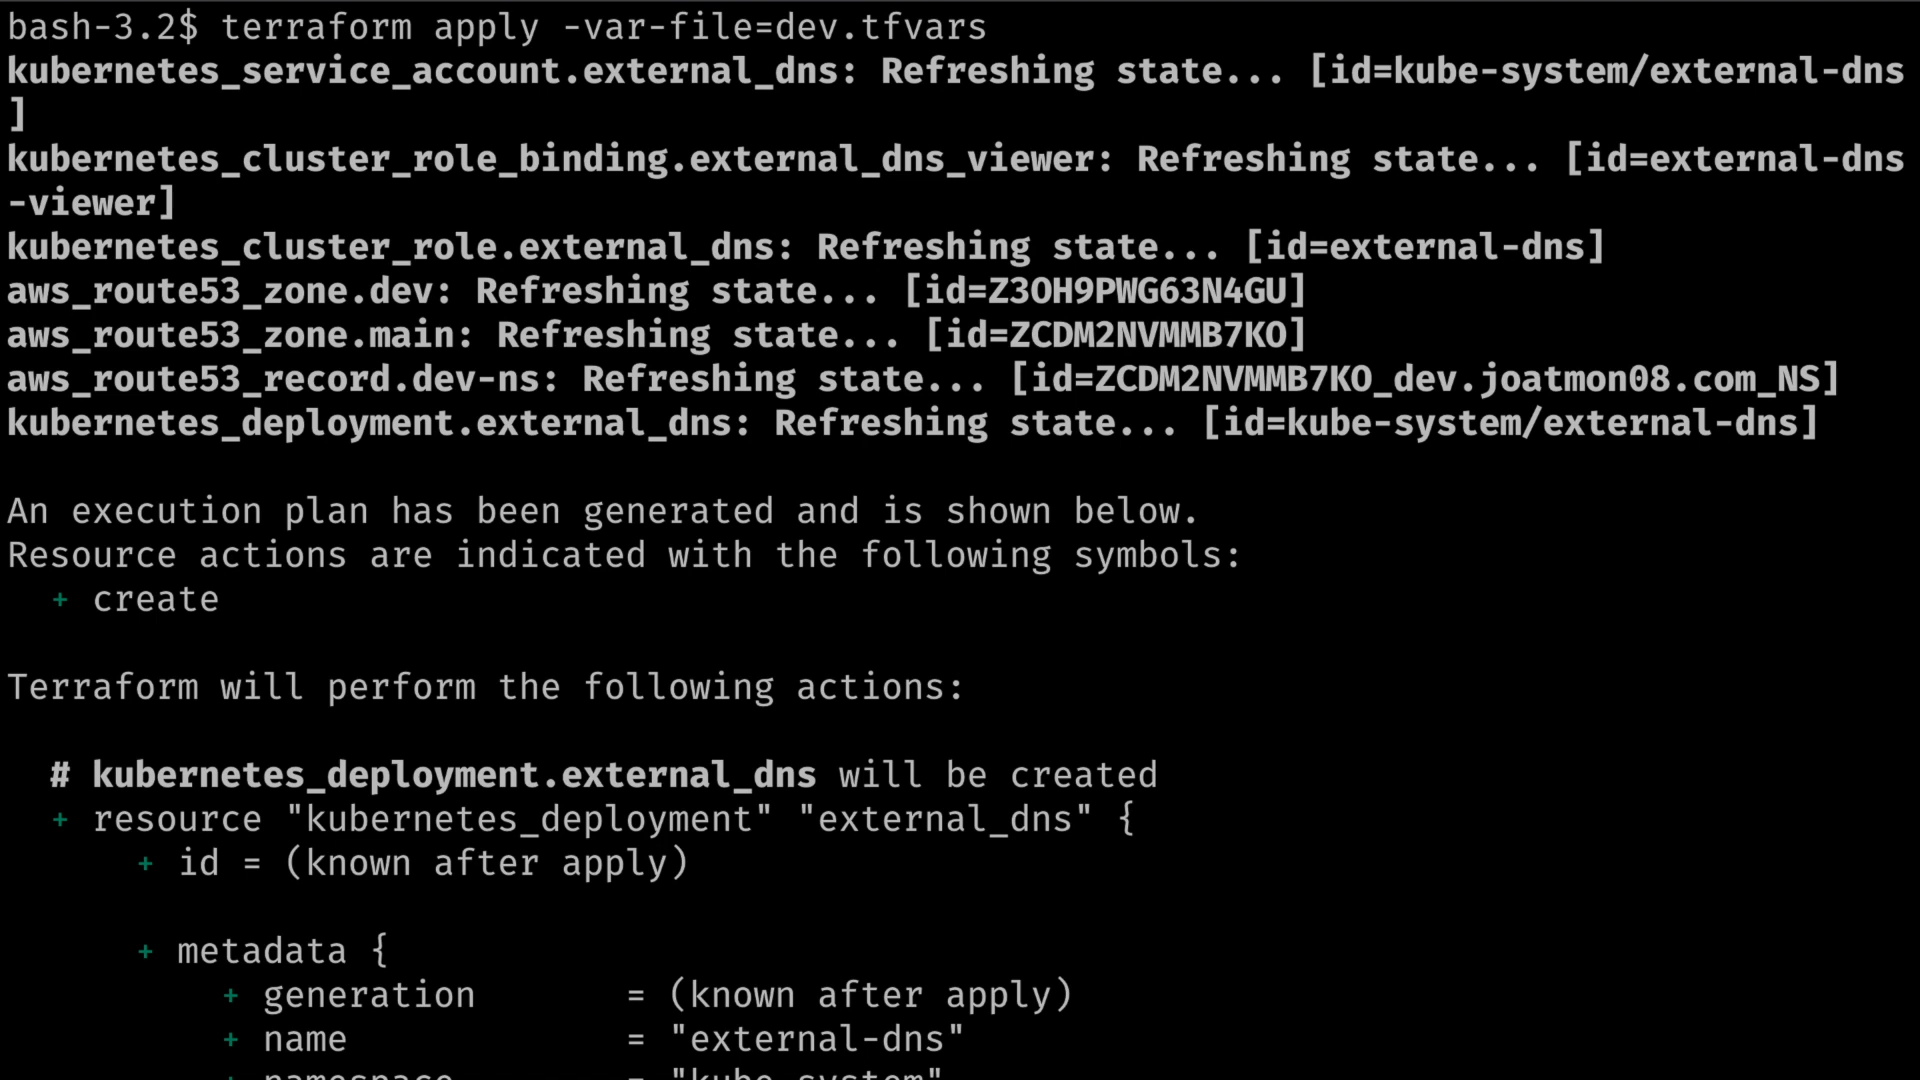 bash-3.2$ terraform apply -var-file=dev.tfvars
kubernetes_service_account.external_dns: Refreshing state... [id=kube-system/external-dns
]
kubernetes_cluster_role_binding.external_dns_viewer: Refreshing state... [id=external-dns
-viewer]
kubernetes_cluster_role.external_dns: Refreshing state... [id=external-dns]
aws_route53_zone.dev: Refreshing state... [id=Z3OH9PWG63N4GU]
aws_route53_zone.main: Refreshing state... [id=ZCDM2NVMMB7KO]
aws_route53_record.dev-ns: Refreshing state... [id=ZCDM2NVMMB7KO_dev.joatmon08.com_NS]
kubernetes_deployment.external_dns: Refreshing state... [id=kube-system/external-dns]
An execution plan has been generated and is shown below.
Resource actions are indicated with the following symbols:
+ create
Terraform will perform the following actions:
# kubernetes_deployment.external_dns will be created
+ resource "kubernetes_deployment" "external_dns" {
+ id = (known after apply)
+ metadata {
+ generation = (known after apply)
+ name = "external-dns"
+ namespace = "kube-system"